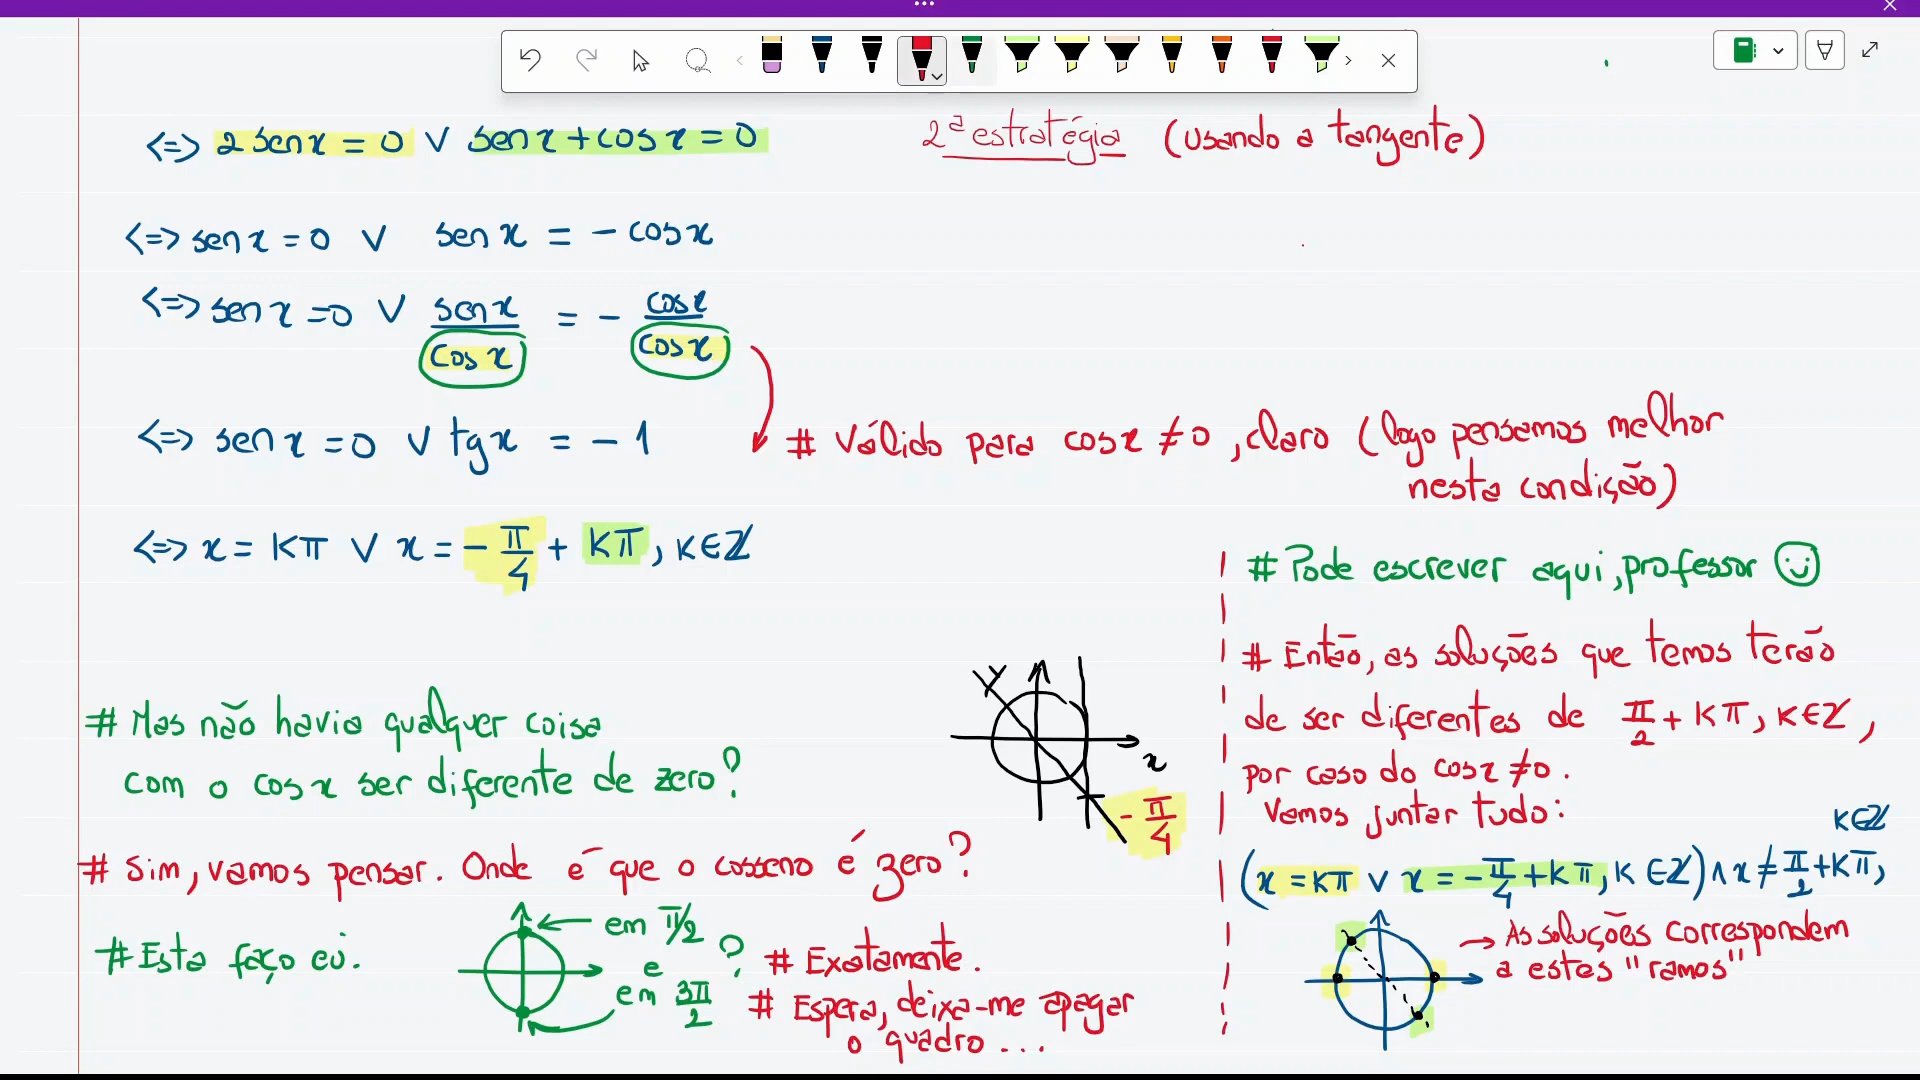 <=> 2 sen x = 0 ∨ sen x + cos x = 0
2ª estratégia (usando a tangente)
<=> sen x = 0 ∨ sen x = - cos x
<=> sen x = 0 ∨ sen x / cos x = - cos x / cos x
<=> sen x = 0 ∨ tg x = - 1
# Válido para cos x ≠ 0, claro (logo pensamos melhor
nesta condição)
<=> x = Kπ ∨ x = - π/4 + Kπ, K ∈ ℤ
# Mas não havia qualquer coisa
com o cos x ser diferente de zero?
y
x
- π/4
# Sim, vamos pensar. Onde é que o cosseno é zero?
# Esta faço eu.
em π/2
e
em 3π/2
?
# Exatamente.
# Espera, deixa-me apagar
o quadro...
# Pode escrever aqui, professor
# Então, as soluções que temos terão
de ser diferentes de π/2 + Kπ, K ∈ ℤ,
por caso do cos x ≠ 0.
Vamos juntar tudo:
(x = Kπ ∨ x = - π/4 + Kπ, K ∈ ℤ) ∧ x ≠ π/2 + Kπ,
K ∈ ℤ
→ As soluções correspondem
a estes "ramos"